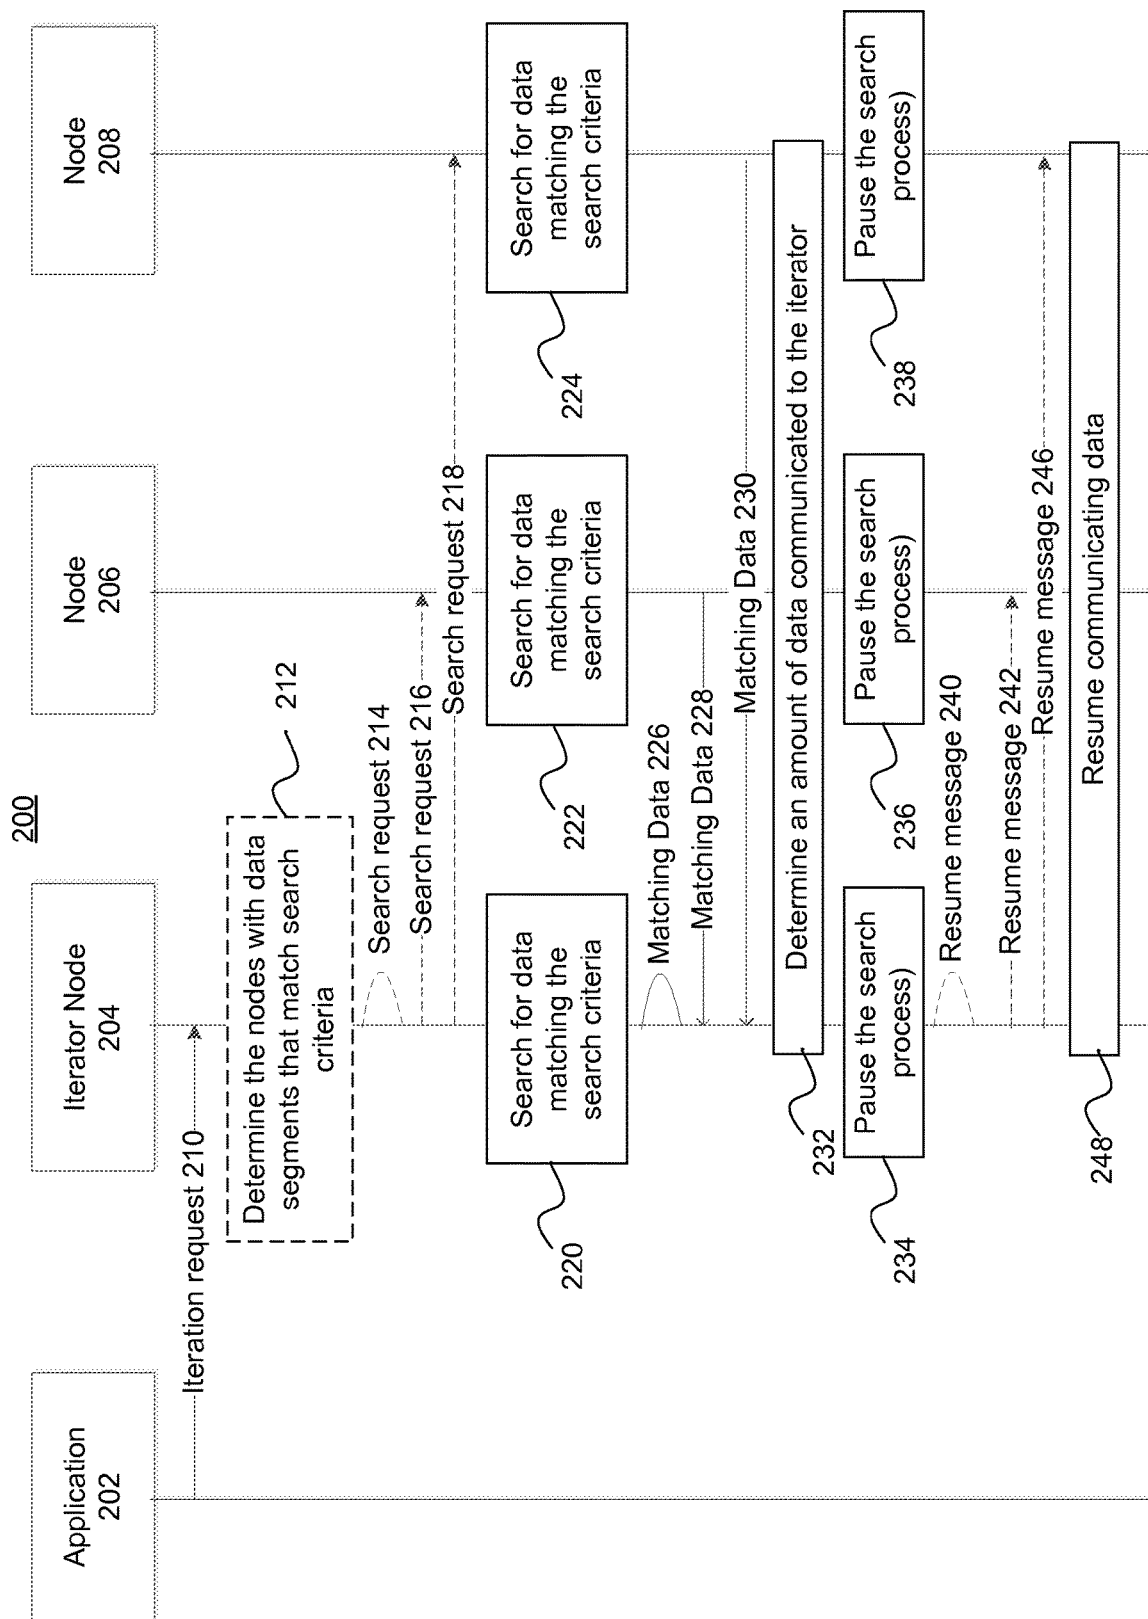 200
Application
202
Iterator Node
204
Node
206
Node
208
Iteration request 210
Determine the nodes with data
segments that match search
criteria
212
Search request 214
Search request 216
Search request 218
Search for data
matching the
search criteria
220
Search for data
matching the
search criteria
222
Search for data
matching the
search criteria
224
Matching Data 226
Matching Data 228
Matching Data 230
Determine an amount of data communicated to the iterator
232
Pause the search
process)
234
Pause the search
process)
236
Pause the search
process)
238
Resume message 240
Resume message 242
Resume message 246
Resume communicating data
248